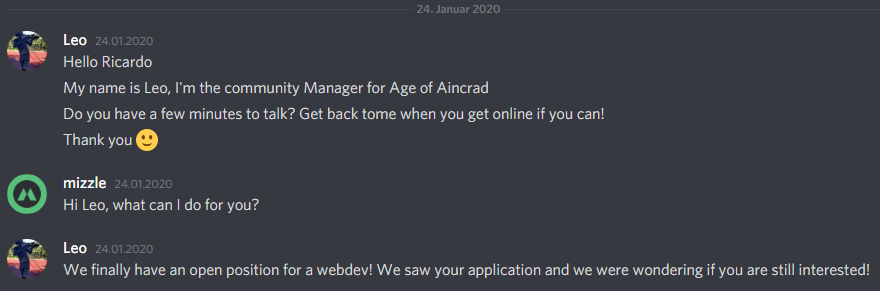 24. Januar 2020
Leo 24.01.2020
Hello Ricardo
My name is Leo, I'm the community Manager for Age of Aincrad
Do you have a few minutes to talk? Get back tome when you get online if you can!
Thank you 🙂
mizzle 24.01.2020
Hi Leo, what can I do for you?
Leo 24.01.2020
We finally have an open position for a webdev! We saw your application and we were wondering if you are still interested!